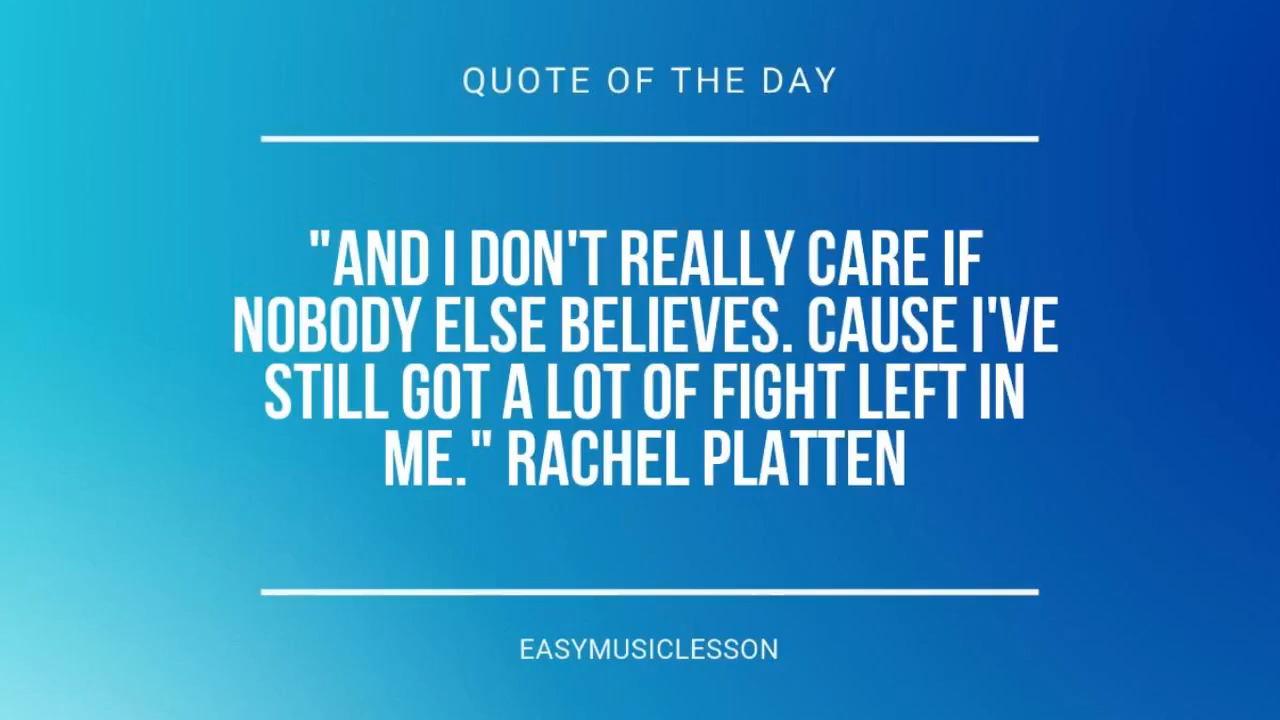 QUOTE OF THE DAY
"AND I DON'T REALLY CARE IF
NOBODY ELSE BELIEVES. CAUSE I'VE
STILL GOT A LOT OF FIGHT LEFT IN
ME." RACHEL PLATTEN
EASYMUSICLESSON